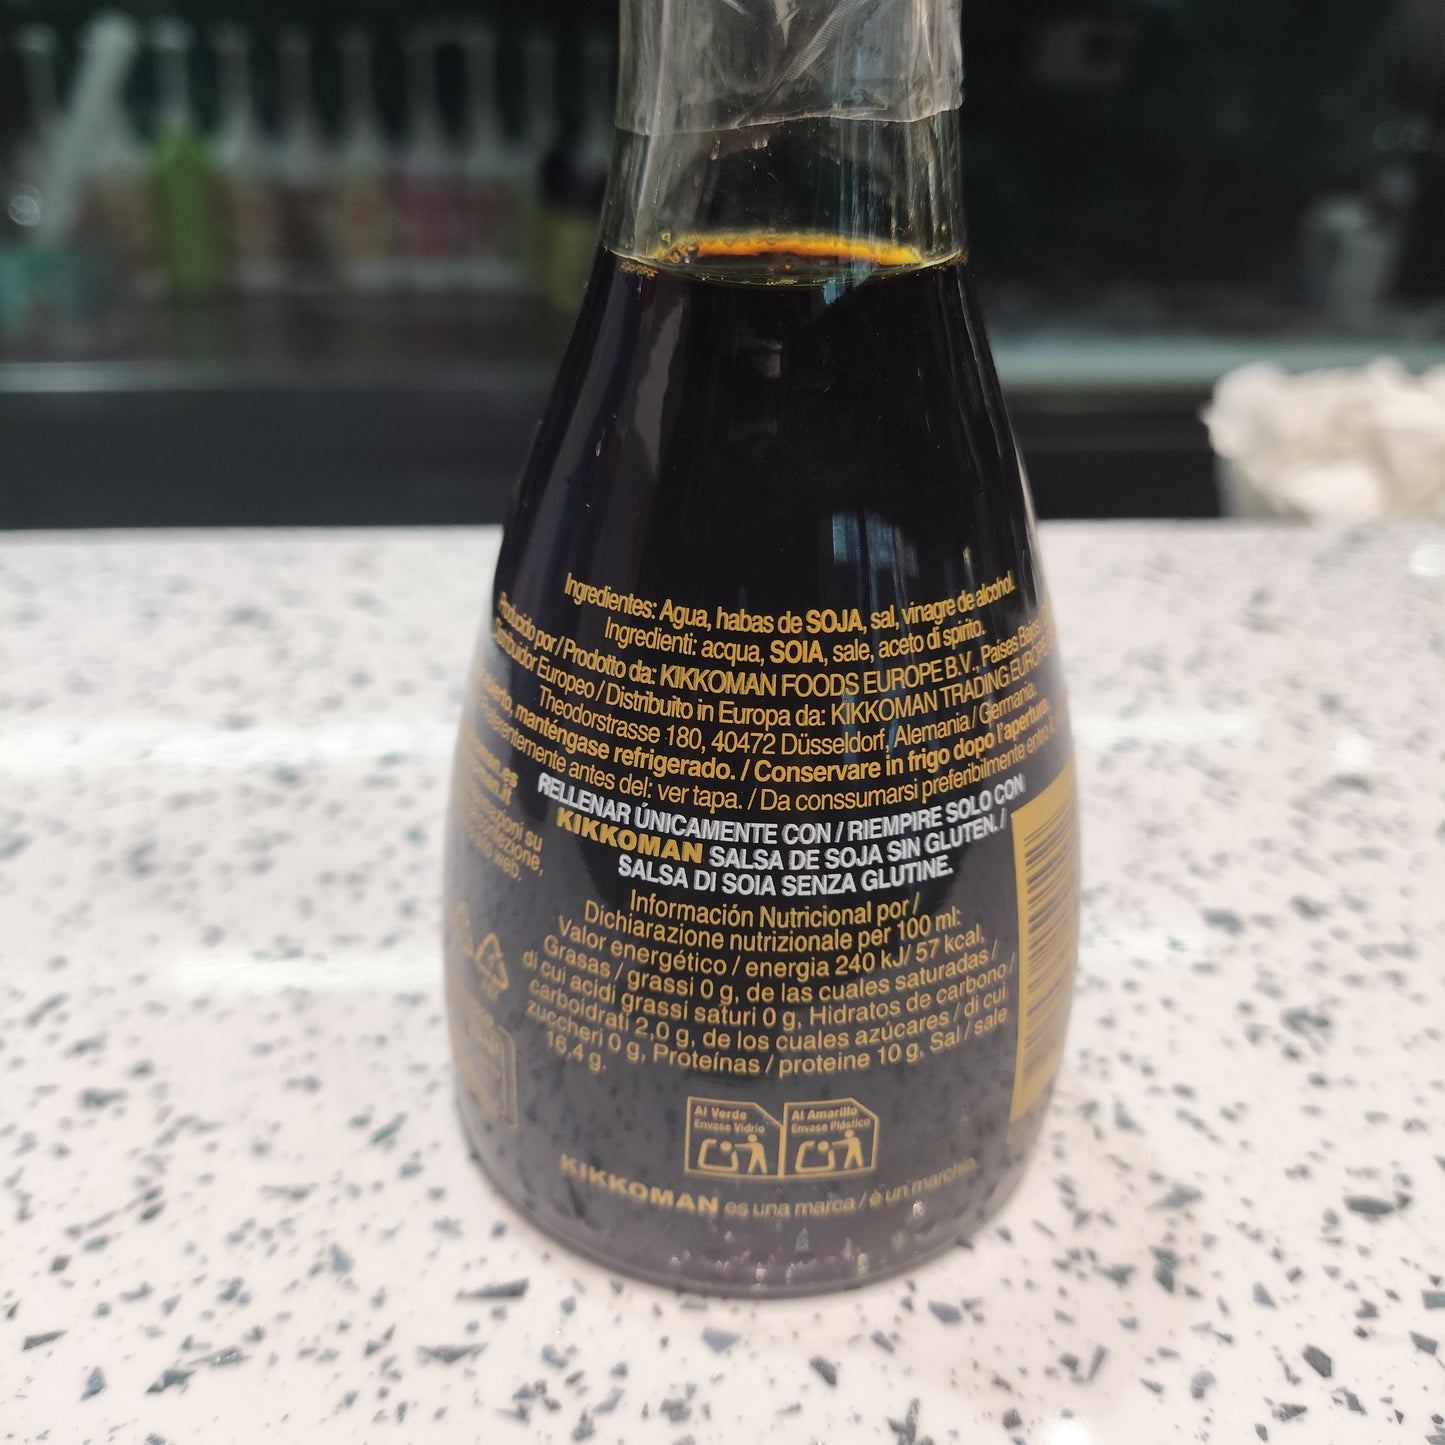 Ingredientes: Agua, habas de SOJA, sal, vinagre de alcohol.
Ingredienti: acqua, SOIA, sale, aceto di spirito.
Producido por / Prodotto da: KIKKOMAN FOODS EUROPE B.V., Países Bajos
Distribuidor Europeo / Distribuito in Europa da: KIKKOMAN TRADING EUROPE
Theodorstrasse 180, 40472 Düsseldorf, Alemania / Germania.
manténgase refrigerado. / Conservare in frigo dopo l'apertura.
antes del: ver tapa. / Da conssumarsi preferibilmente entro
RELLENAR ÚNICAMENTE CON / RIEMPIRE SOLO CON
KIKKOMAN SALSA DE SOJA SIN GLUTEN. /
SALSA DI SOIA SENZA GLUTINE.
Información Nutricional por /
Dichiarazione nutrizionale per 100 ml:
Valor energético / energia 240 kJ/ 57 kcal,
Grasas / grassi 0 g, de las cuales saturadas /
di cui acidi grassi saturi 0 g, Hidratos de carbono /
carboidrati 2,0 g, de los cuales azúcares / di cui
zuccheri 0 g, Proteínas / proteine 10 g, Sal / sale
16,4 g.
Al Verde
Envase Vidrio
Al Amarillo
Envase Plástico
KIKKOMAN es una marca / è un marchio